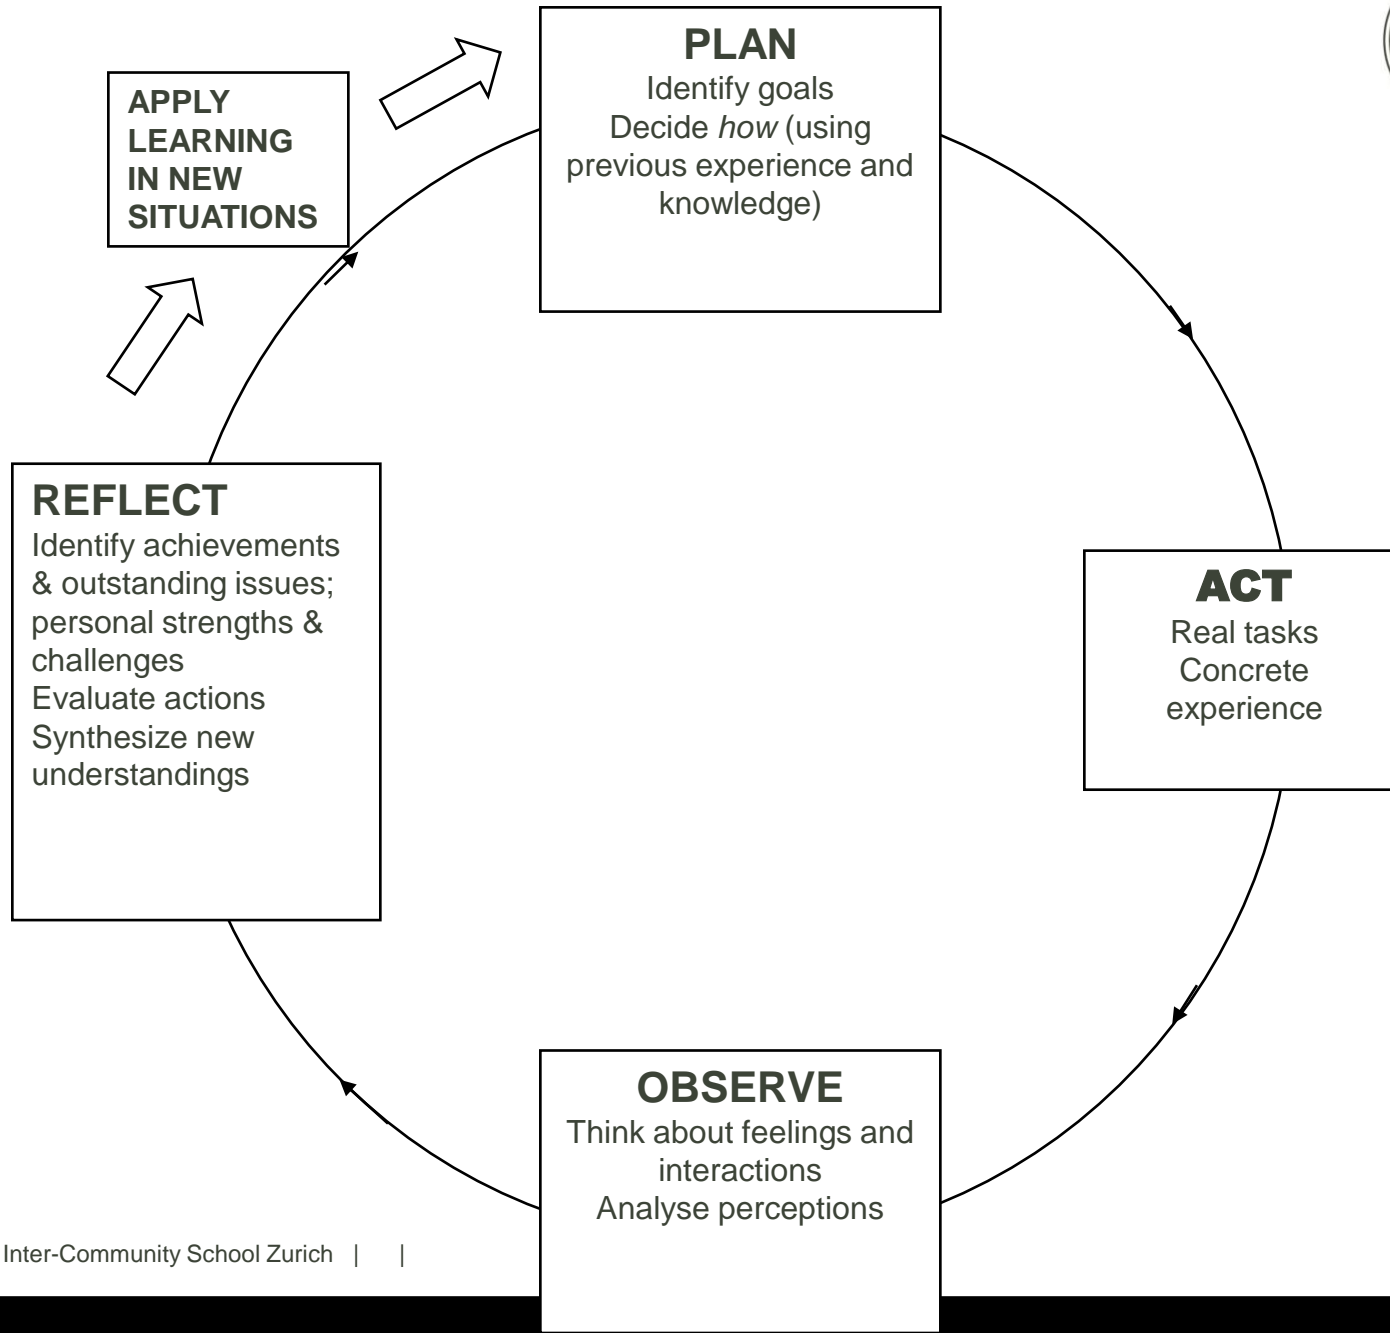 PLAN
Identify goals
Decide how (using
previous experience and
knowledge)
APPLY
LEARNING
IN NEW
SITUATIONS
REFLECT
Identify achievements
& outstanding issues;
personal strengths &
challenges
Evaluate actions
Synthesize new
understandings
ACT
Real tasks
Concrete
experience
OBSERVE
Think about feelings and
interactions
Analyse perceptions
Inter-Community School Zurich | |